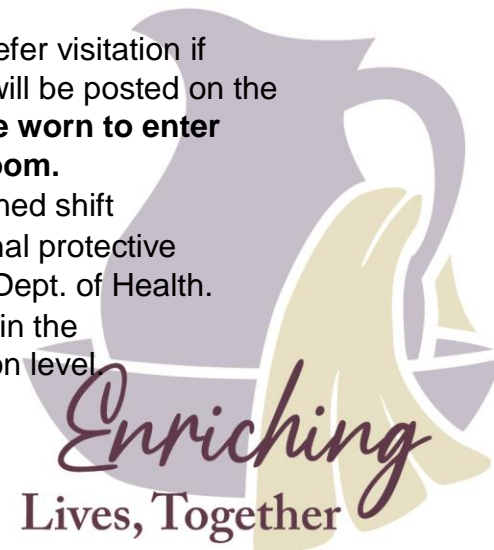 efer visitation if
will be posted on the
e worn to enter
oom.
ned shift
nal protective
Dept. of Health.
in the
on level.
Enriching
Lives, Together